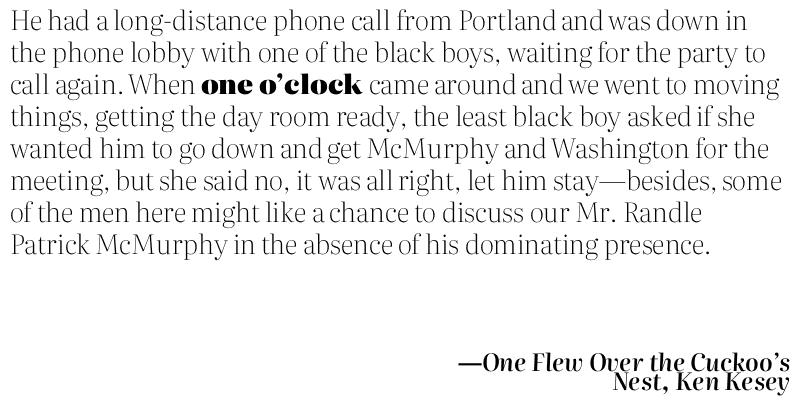 He had a long-distance phone call from Portland and was down in
the phone lobby with one of the black boys, waiting for the party to
call again. When one o’clock came around and we went to moving
things, getting the day room ready, the least black boy asked if she
wanted him to go down and get McMurphy and Washington for the
meeting, but she said no, it was all right, let him stay—besides, some
of the men here might like a chance to discuss our Mr. Randle
Patrick McMurphy in the absence of his dominating presence.
—One Flew Over the Cuckoo’s
Nest, Ken Kesey